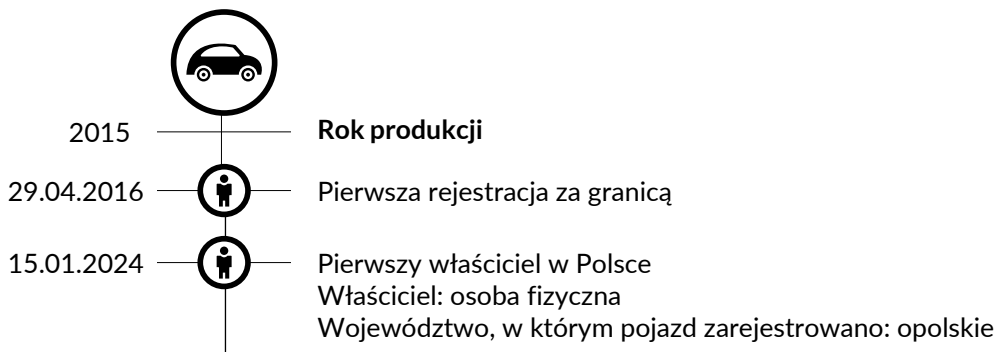 2015 Rok produkcji
29.04.2016 Pierwsza rejestracja za granicą
15.01.2024 Pierwszy właściciel w Polsce
Właściciel: osoba fizyczna
Województwo, w którym pojazd zarejestrowano: opolskie